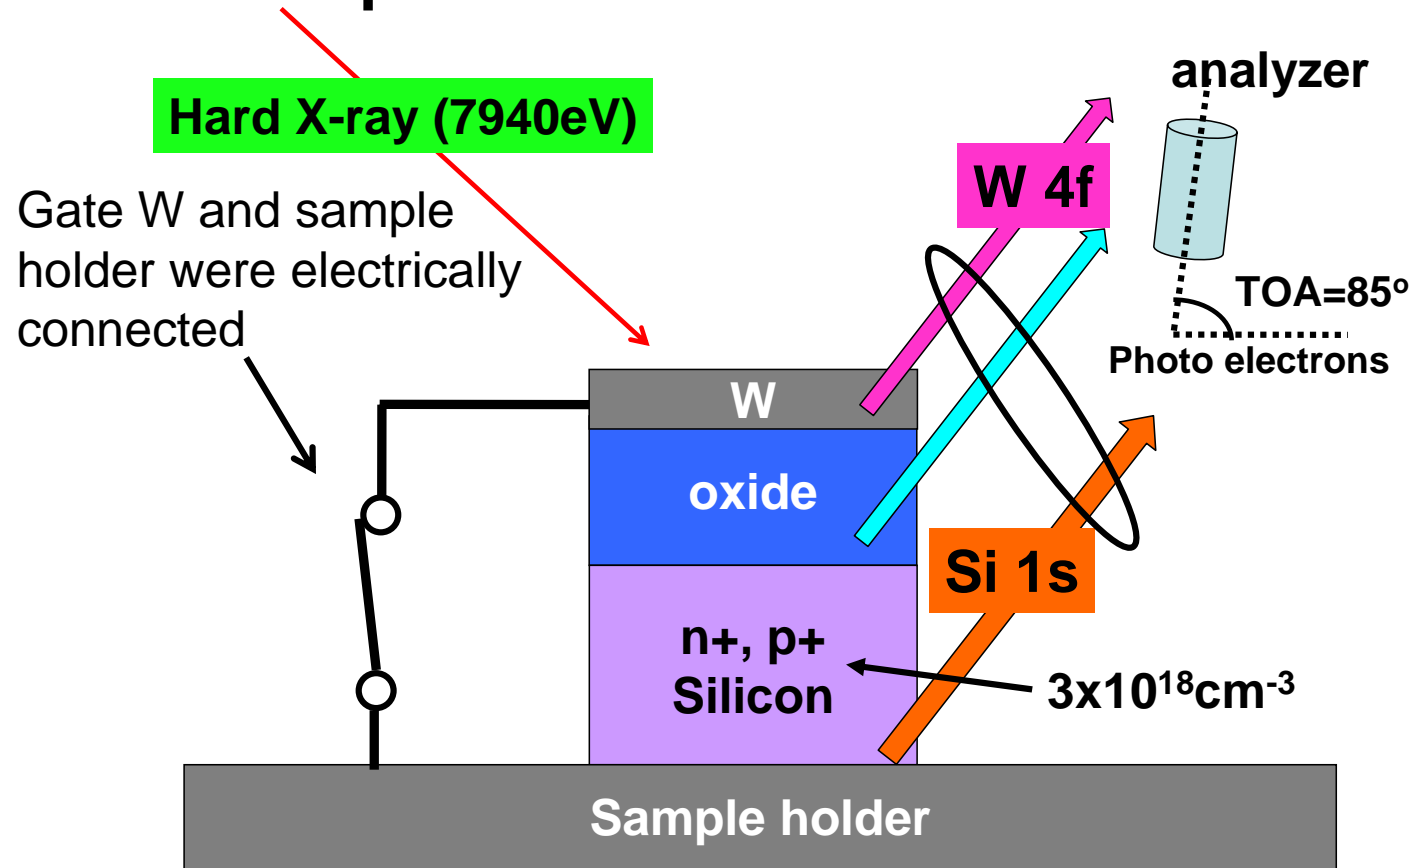 analyzer
Hard X-ray (7940eV)
W 4f
Gate W and sample
holder were electrically
connected
TOA=85º
Photo electrons
W
oxide
Si 1s
n+, p+
Silicon
3x10¹⁸cm⁻³
Sample holder